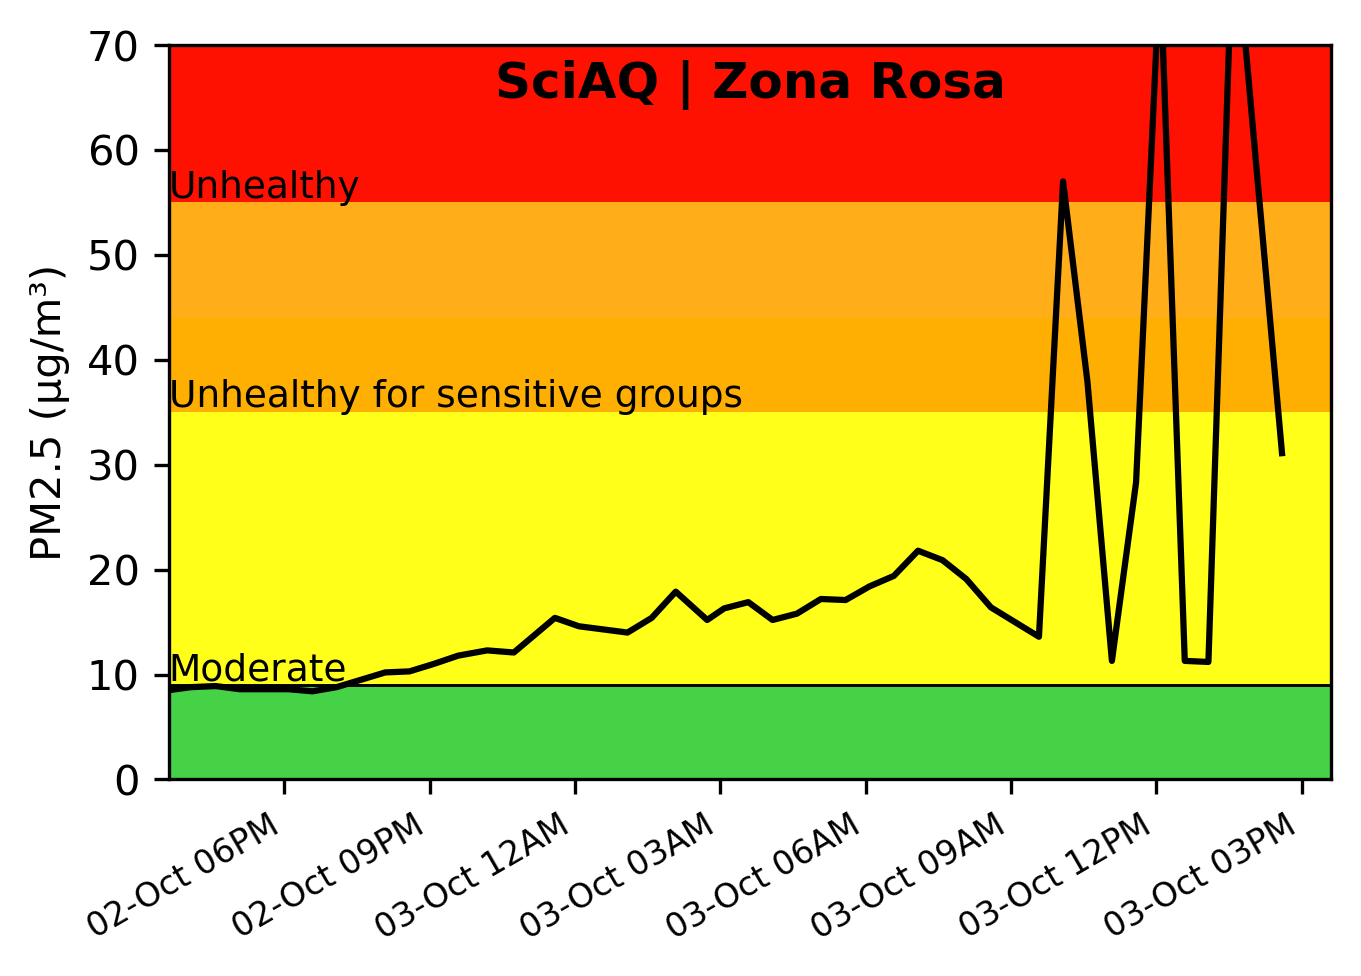 SciAQ | Zona Rosa
PM2.5 (µg/m³)
70
60
Unhealthy
50
40
Unhealthy for sensitive groups
30
20
Moderate
10
0
02-Oct 06PM
02-Oct 09PM
03-Oct 12AM
03-Oct 03AM
03-Oct 06AM
03-Oct 09AM
03-Oct 12PM
03-Oct 03PM